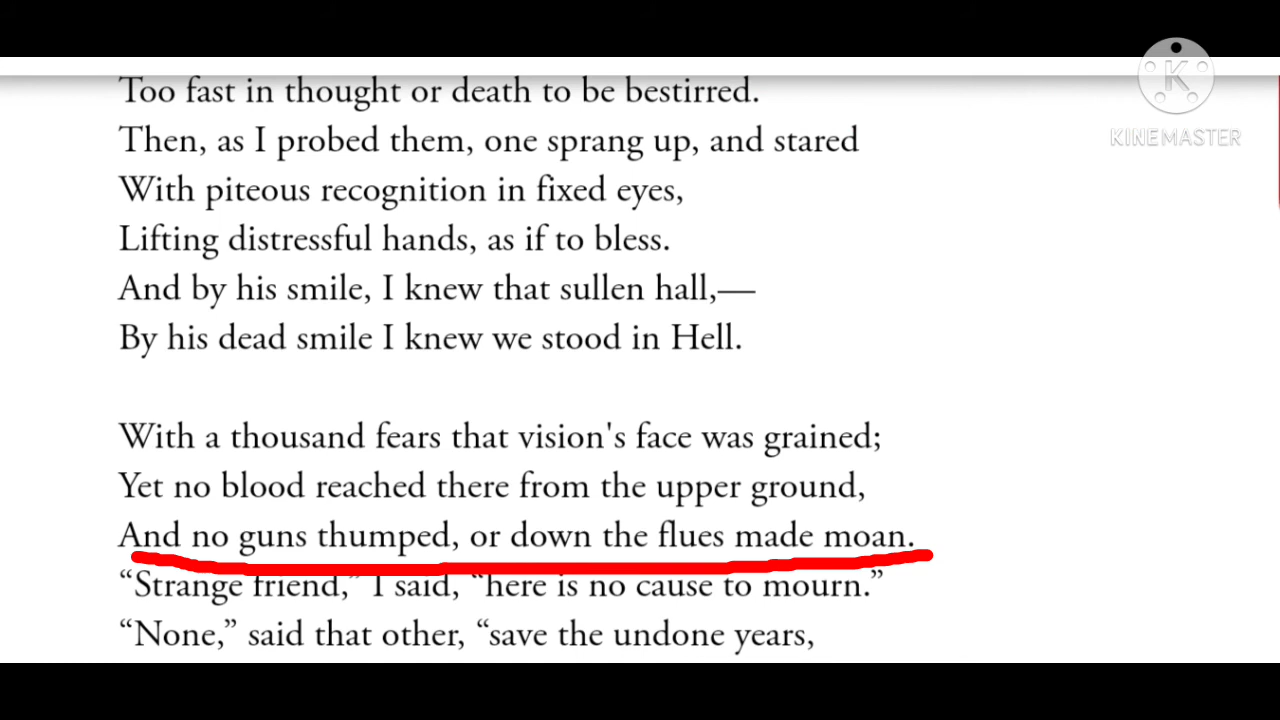 Too fast in thought or death to be bestirred.
Then, as I probed them, one sprang up, and stared
With piteous recognition in fixed eyes,
Lifting distressful hands, as if to bless.
And by his smile, I knew that sullen hall,—
By his dead smile I knew we stood in Hell.
With a thousand fears that vision's face was grained;
Yet no blood reached there from the upper ground,
And no guns thumped, or down the flues made moan.
“Strange friend,” I said, “here is no cause to mourn.”
“None,” said that other, “save the undone years,
K
KINEMASTER